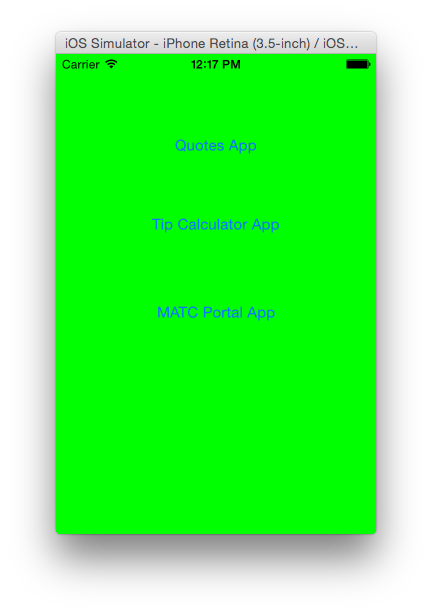 iOS Simulator - iPhone Retina (3.5-inch) / iOS...
Carrier 12:17 PM
Quotes App
Tip Calculator App
MATC Portal App